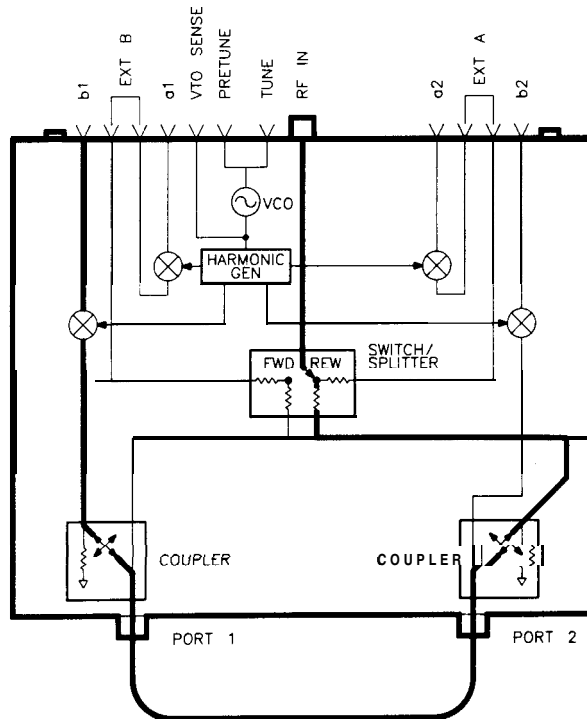 b1
EXT B
a1
VTO SENSE
PRETUNE
TUNE
RF IN
a2
EXT A
b2
VCO
HARMONIC
GEN
FWD REW
SWITCH/
SPLITTER
COUPLER
COUPLER
PORT 1
PORT 2